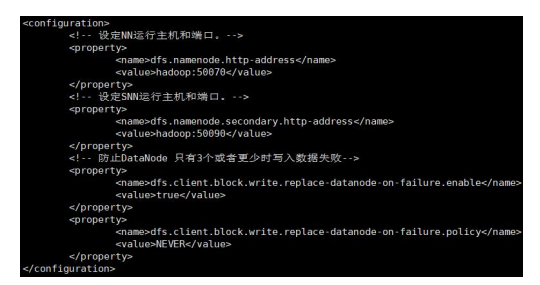 <configuration>
        <!-- 设定NN运行主机和端口。-->
        <property>
                <name>dfs.namenode.http-address</name>
                <value>hadoop:50070</value>
        </property>
        <!-- 设定SNN运行主机和端口。-->
        <property>
                <name>dfs.namenode.secondary.http-address</name>
                <value>hadoop:50090</value>
        </property>
        <!-- 防止DataNode 只有3个或者更少时写入数据失败-->
        <property>
                <name>dfs.client.block.write.replace-datanode-on-failure.enable</name>
                <value>true</value>
        </property>
        <property>
                <name>dfs.client.block.write.replace-datanode-on-failure.policy</name>
                <value>NEVER</value>
        </property>
</configuration>